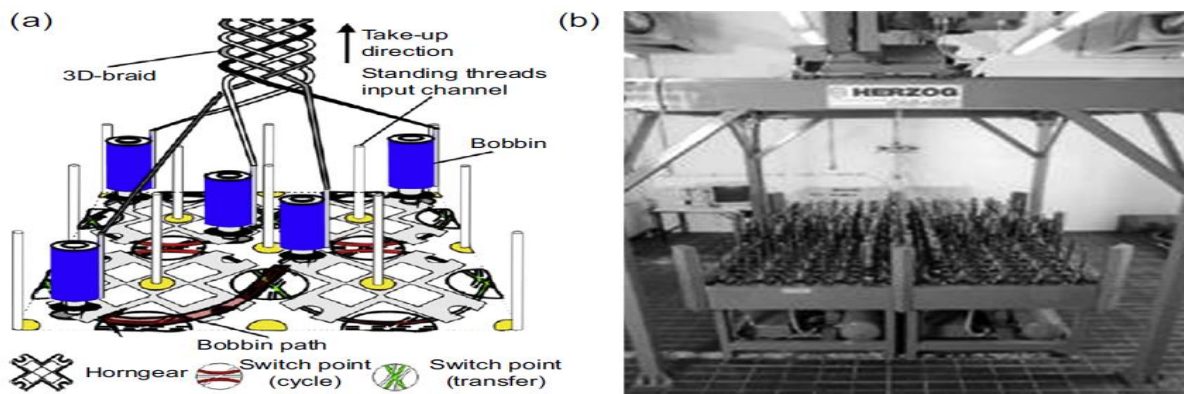 (a)
Take-up
direction
3D-braid
Standing threads
input channel
Bobbin
Bobbin path
Horngear
Switch point
(cycle)
Switch point
(transfer)
(b)
HERZOG